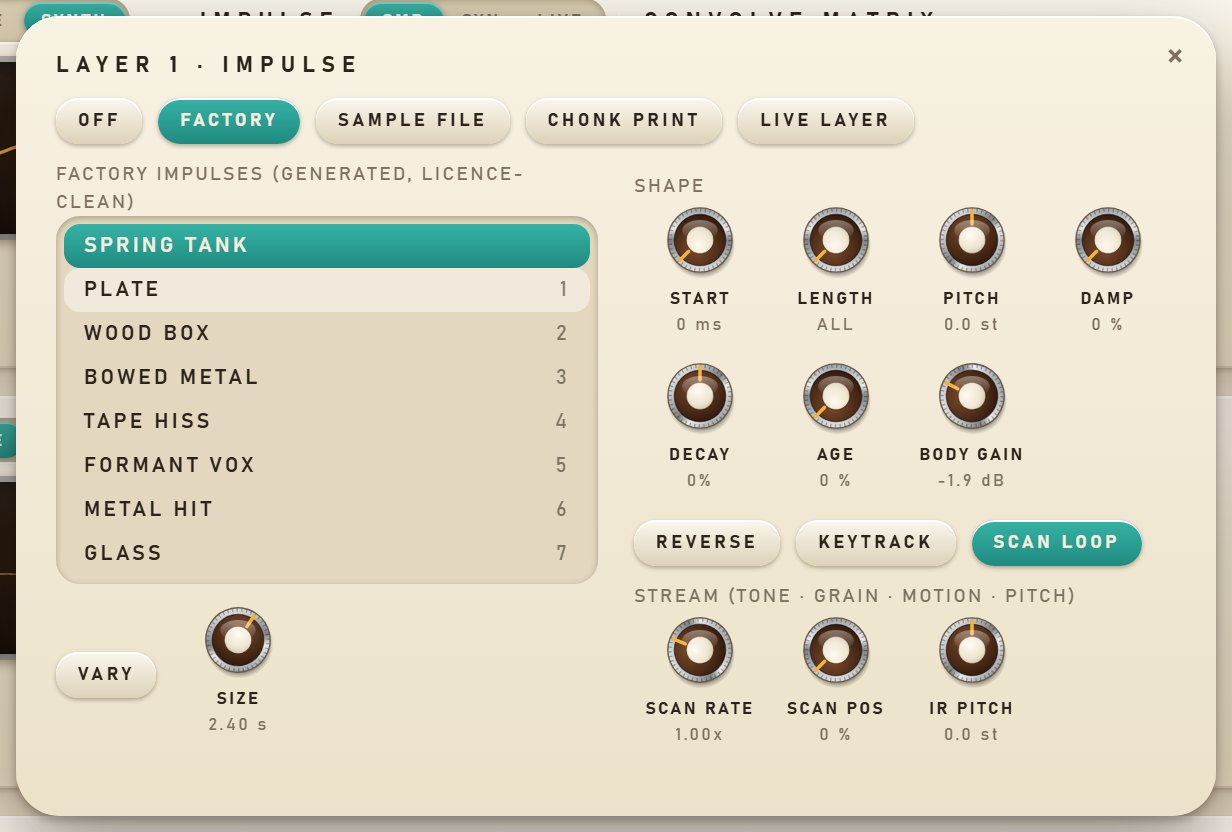 IMPULSE
CONVOLVE MATRIX
LAYER 1 · IMPULSE
×
OFF
FACTORY
SAMPLE FILE
CHONK PRINT
LIVE LAYER
FACTORY IMPULSES (GENERATED, LICENCE-
CLEAN)
SPRING TANK
PLATE 1
WOOD BOX 2
BOWED METAL 3
TAPE HISS 4
FORMANT VOX 5
METAL HIT 6
GLASS 7
VARY
SIZE
2.40 s
SHAPE
START LENGTH PITCH DAMP
0 ms ALL 0.0 st 0 %
DECAY AGE BODY GAIN
0% 0 % -1.9 dB
REVERSE KEYTRACK SCAN LOOP
STREAM (TONE · GRAIN · MOTION · PITCH)
SCAN RATE SCAN POS IR PITCH
1.00x 0 % 0.0 st